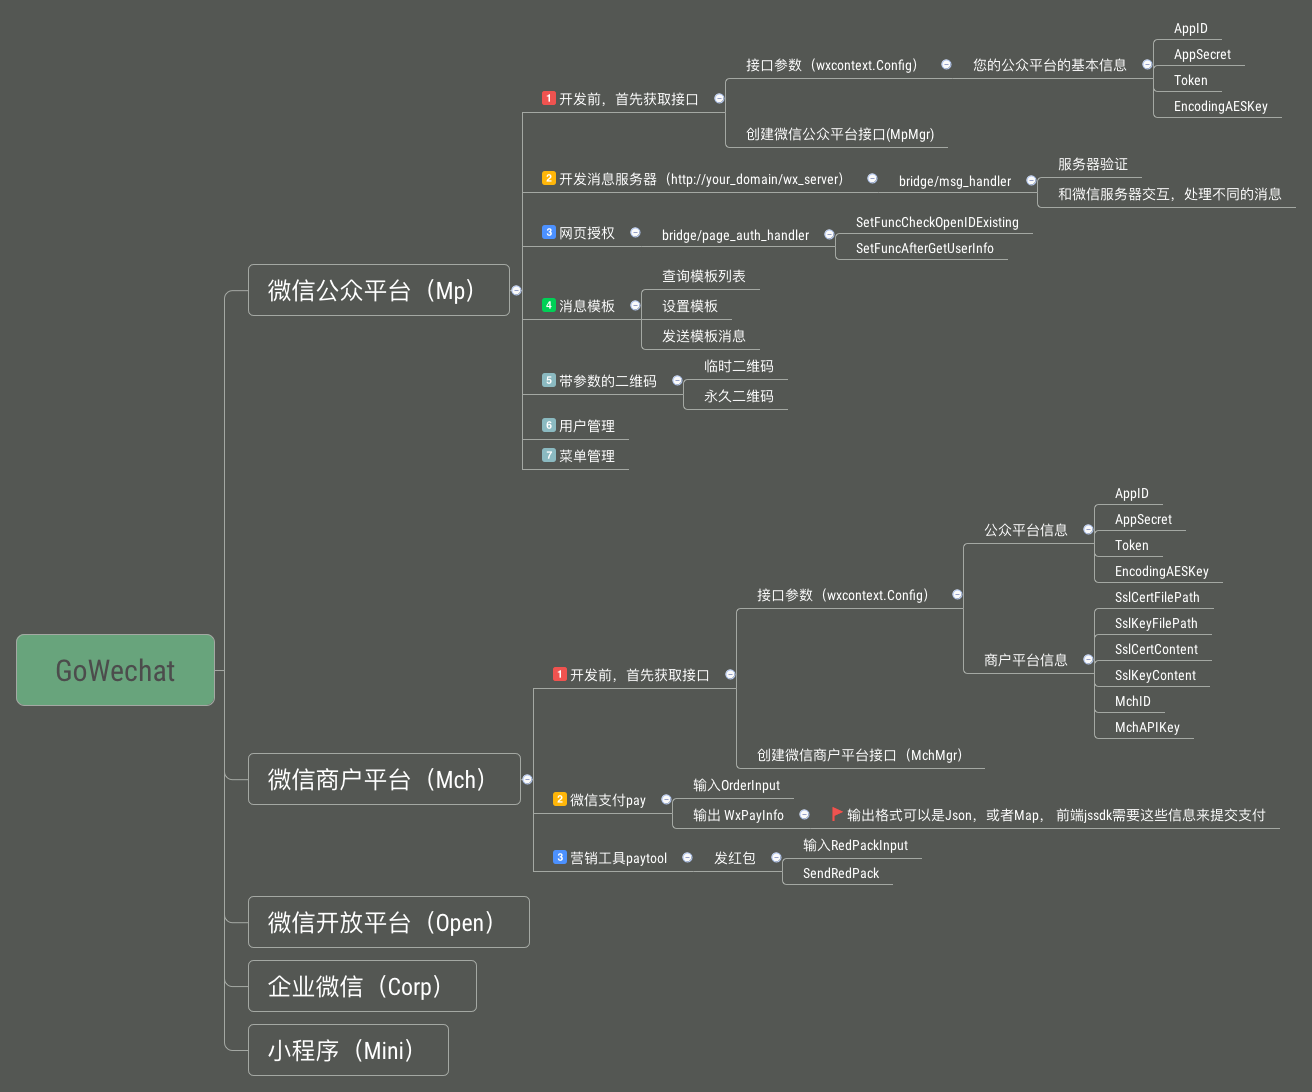 GoWechat
微信公众平台（Mp）
1 开发前，首先获取接口
接口参数（wxcontext.Config）
您的公众平台的基本信息
AppID
AppSecret
Token
EncodingAESKey
创建微信公众平台接口(MpMgr)
2 开发消息服务器（http://your_domain/wx_server）
bridge/msg_handler
服务器验证
和微信服务器交互，处理不同的消息
3 网页授权
bridge/page_auth_handler
SetFuncCheckOpenIDExisting
SetFuncAfterGetUserInfo
4 消息模板
查询模板列表
设置模板
发送模板消息
5 带参数的二维码
临时二维码
永久二维码
6 用户管理
7 菜单管理
微信商户平台（Mch）
1 开发前，首先获取接口
接口参数（wxcontext.Config）
公众平台信息
AppID
AppSecret
Token
EncodingAESKey
商户平台信息
SslCertFilePath
SslKeyFilePath
SslCertContent
SslKeyContent
MchID
MchAPIKey
创建微信商户平台接口（MchMgr）
2 微信支付pay
输入OrderInput
输出 WxPayInfo
输出格式可以是Json，或者Map， 前端jssdk需要这些信息来提交支付
3 营销工具paytool
发红包
输入RedPackInput
SendRedPack
微信开放平台（Open）
企业微信（Corp）
小程序（Mini）